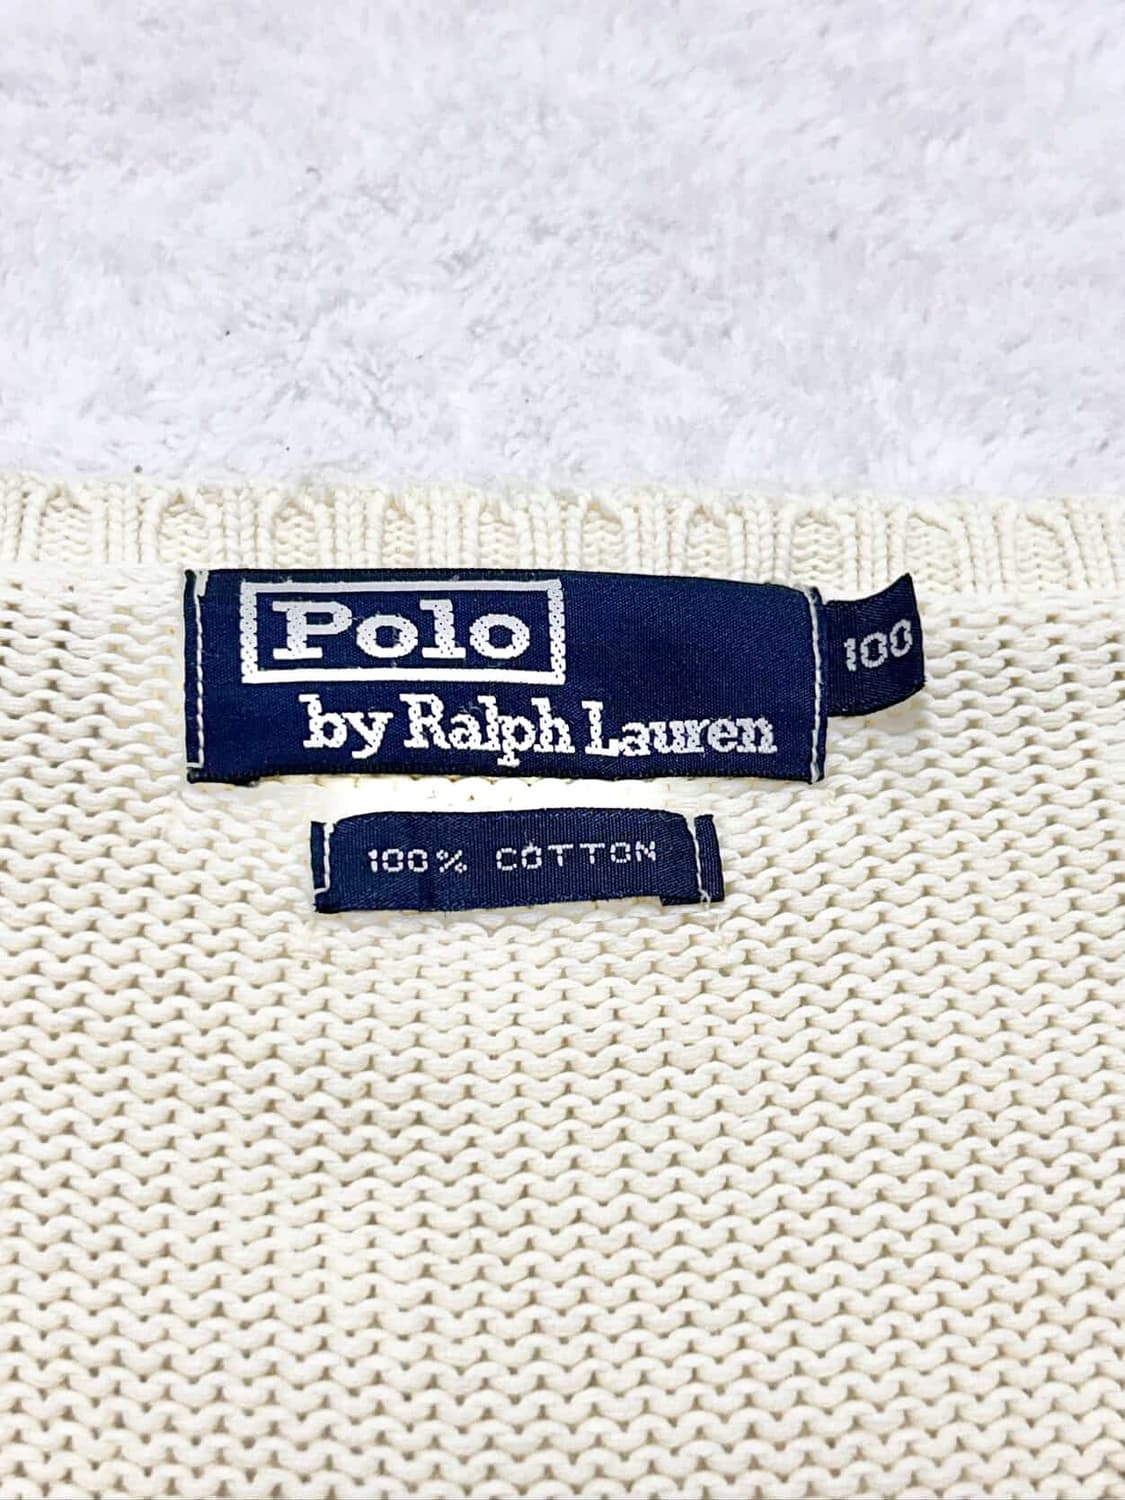 Polo
by Ralph Lauren
100
100% COTTON